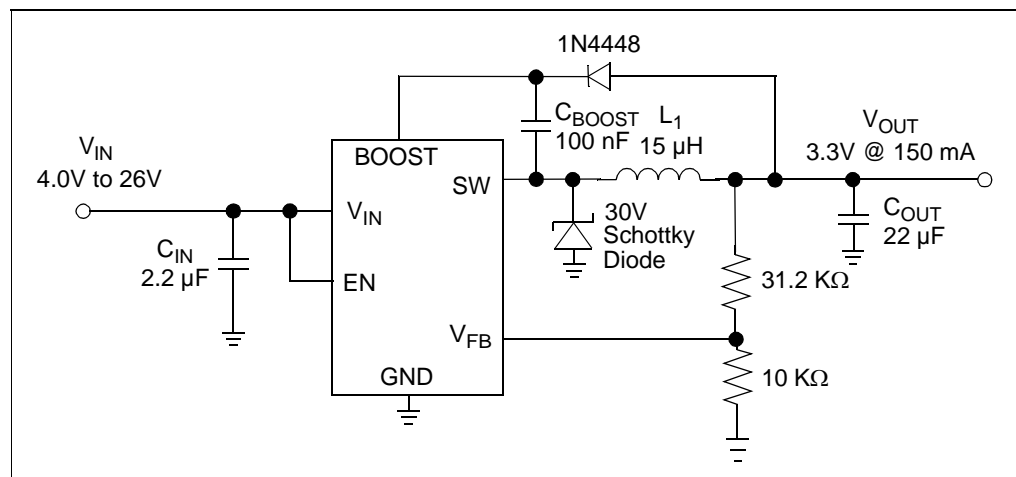 1N4448
C_BOOST
100 nF
L_1
15 µH
V_OUT
3.3V @ 150 mA
V_IN
4.0V to 26V
BOOST
SW
V_IN
EN
V_FB
GND
C_IN
2.2 µF
30V
Schottky
Diode
C_OUT
22 µF
31.2 KΩ
10 KΩ